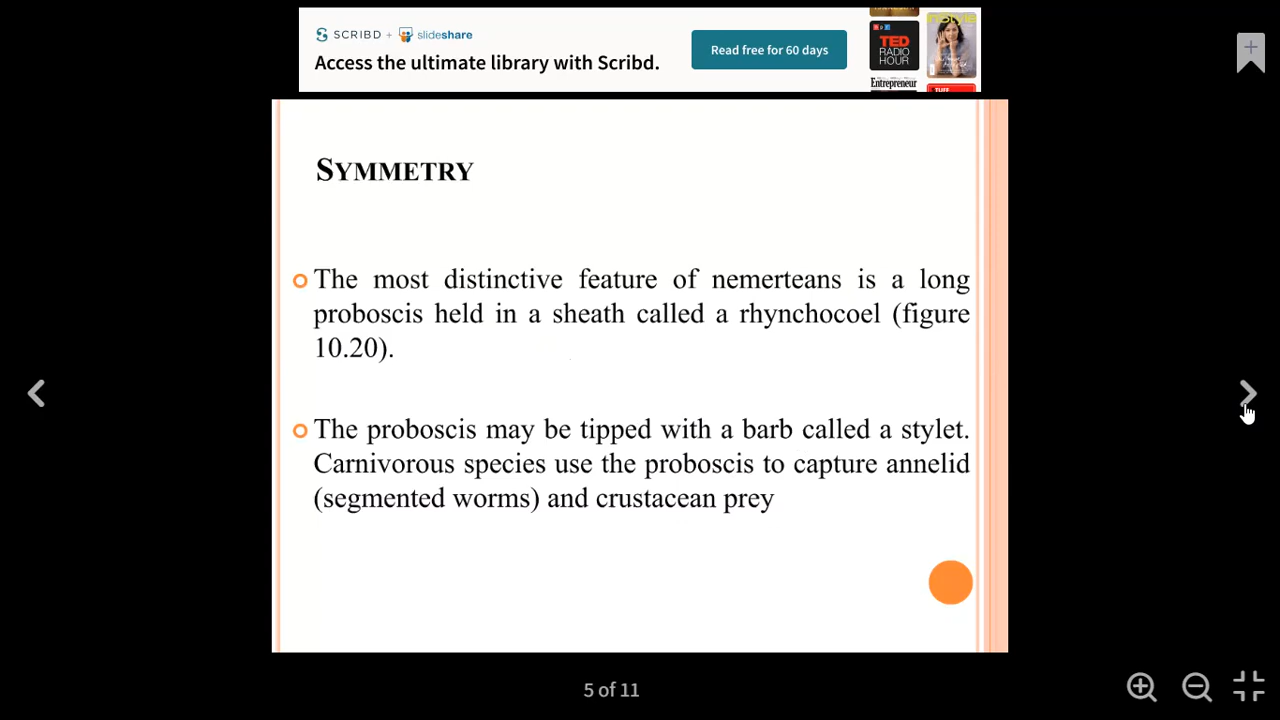 SCRIBD + slideshare
Access the ultimate library with Scribd.
Read free for 60 days
TED
RADIO
HOUR
InStyle
Entrepreneur
SYMMETRY
The most distinctive feature of nemerteans is a long
proboscis held in a sheath called a rhynchocoel (figure
10.20).
The proboscis may be tipped with a barb called a stylet.
Carnivorous species use the proboscis to capture annelid
(segmented worms) and crustacean prey
5 of 11